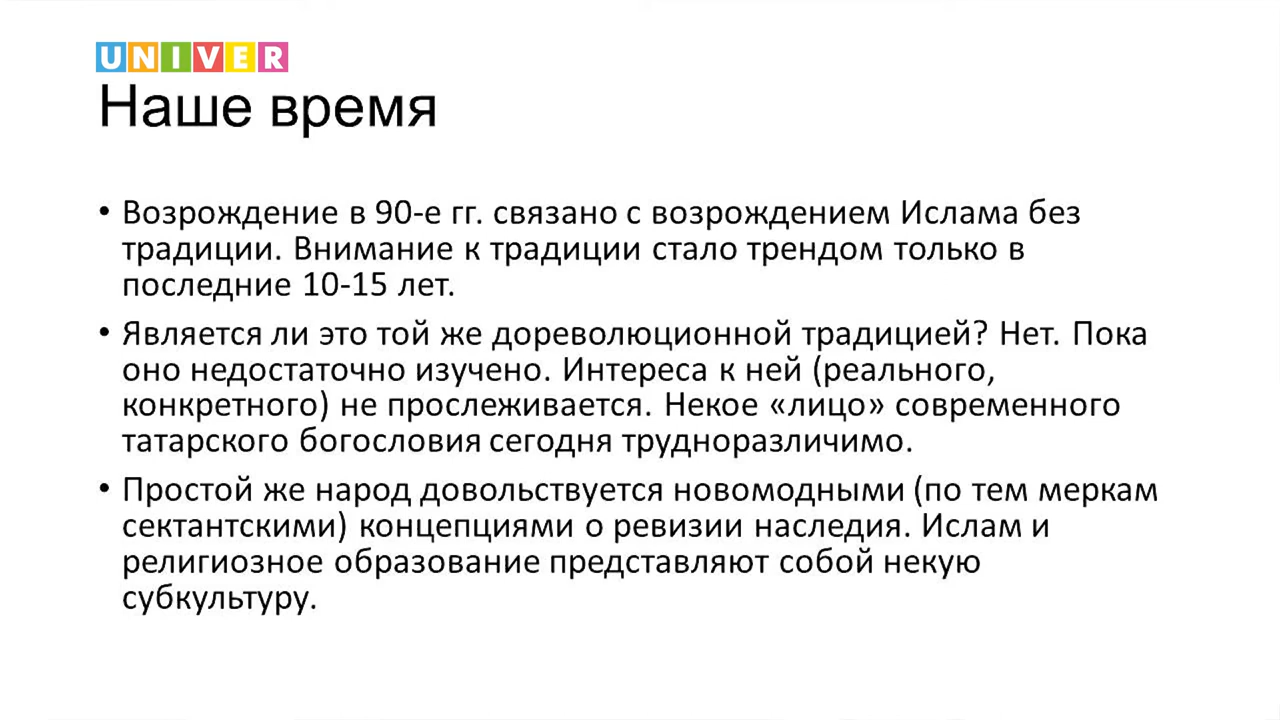 UNIVER
Наше время
• Возрождение в 90-е гг. связано с возрождением Ислама без
традиции. Внимание к традиции стало трендом только в
последние 10-15 лет.
• Является ли это той же дореволюционной традицией? Нет. Пока
оно недостаточно изучено. Интереса к ней (реального,
конкретного) не прослеживается. Некое «лицо» современного
татарского богословия сегодня трудноразличимо.
• Простой же народ довольствуется новомодными (по тем меркам
сектантскими) концепциями о ревизии наследия. Ислам и
религиозное образование представляют собой некую
субкультуру.